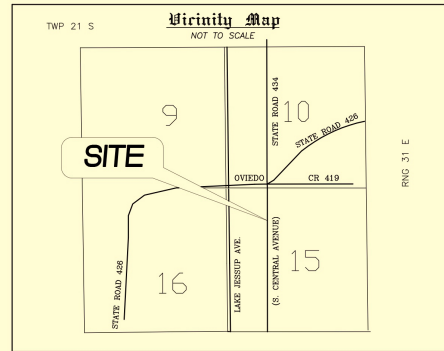 Vicinity Map
TWP 21 S
NOT TO SCALE
9
STATE ROAD 434
10
STATE ROAD 426
SITE
OVIEDO
CR 419
RNG 31 E
STATE ROAD 426
16
LAKE JESSUP AVE.
(S. CENTRAL AVENUE)
15